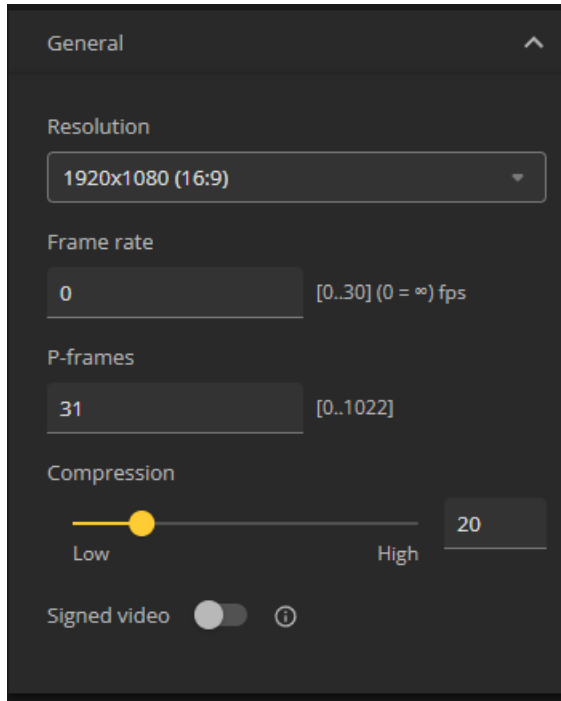 General
Resolution
1920x1080 (16:9)
Frame rate
0 [0..30] (0 = ∞) fps
P-frames
31 [0..1022]
Compression
20
Low High
Signed video